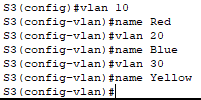 S3(config)#vlan 10
S3(config-vlan)#name Red
S3(config-vlan)#vlan 20
S3(config-vlan)#name Blue
S3(config-vlan)#vlan 30
S3(config-vlan)#name Yellow
S3(config-vlan)#